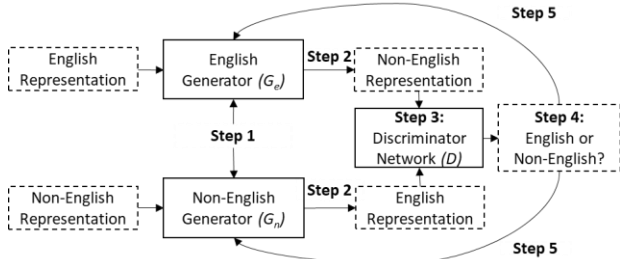 Step 5
English
Representation
English
Generator (Ge)
Step 2
Non-English
Representation
Step 1
Step 3:
Discriminator
Network (D)
Step 4:
English or
Non-English?
Non-English
Representation
Non-English
Generator (Gn)
Step 2
English
Representation
Step 5